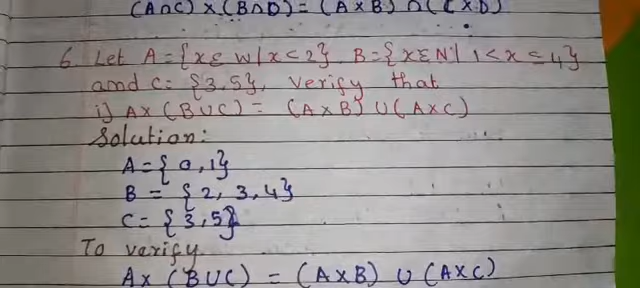 (A∩C) × (B∩D) = (A×B) ∩ (C×D)
6. Let A = {x ε W / x < 2} B = {x ε N / 1 < x ≤ 4}
and C = {3,5}, verify that
i) A× (B∪C) = (A×B) ∪ (A×C)
Solution:
A = {0,1}
B = {2, 3, 4}
C = {3,5}
To verify
A× (B∪C) = (A×B) ∪ (A×C)